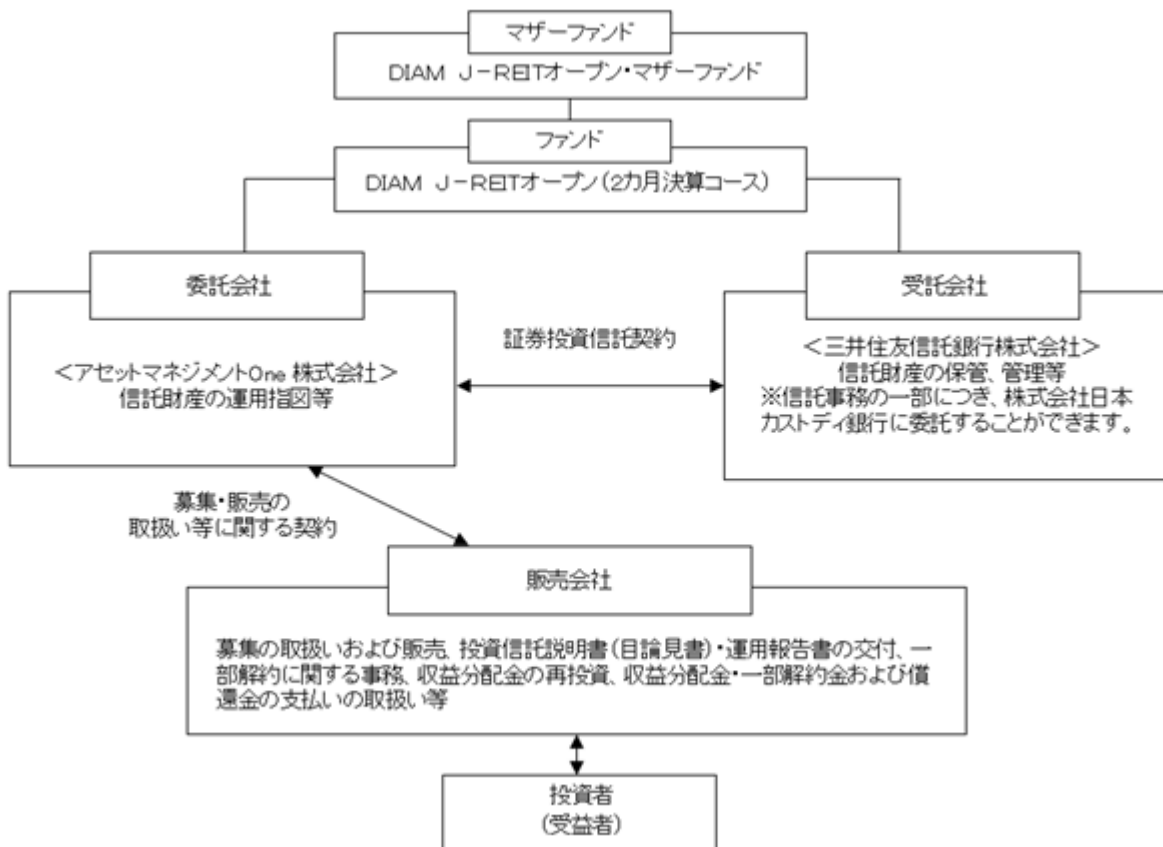 マザーファンド
DIAM J-REITオープン・マザーファンド
ファンド
DIAM J-REITオープン(2カ月決算コース)
委託会社
<アセットマネジメントOne 株式会社>
信託財産の運用指図等
証券投資信託契約
受託会社
<三井住友信託銀行株式会社>
信託財産の保管、管理等
※信託事務の一部につき、株式会社日本
カストディ銀行に委託することができます。
募集・販売の
取扱い等に関する契約
販売会社
募集の取扱いおよび販売、投資信託説明書(目論見書)・運用報告書の交付、一
部解約に関する事務、収益分配金の再投資、収益分配金・一部解約金および償
還金の支払いの取扱い等
投資者
(受益者)